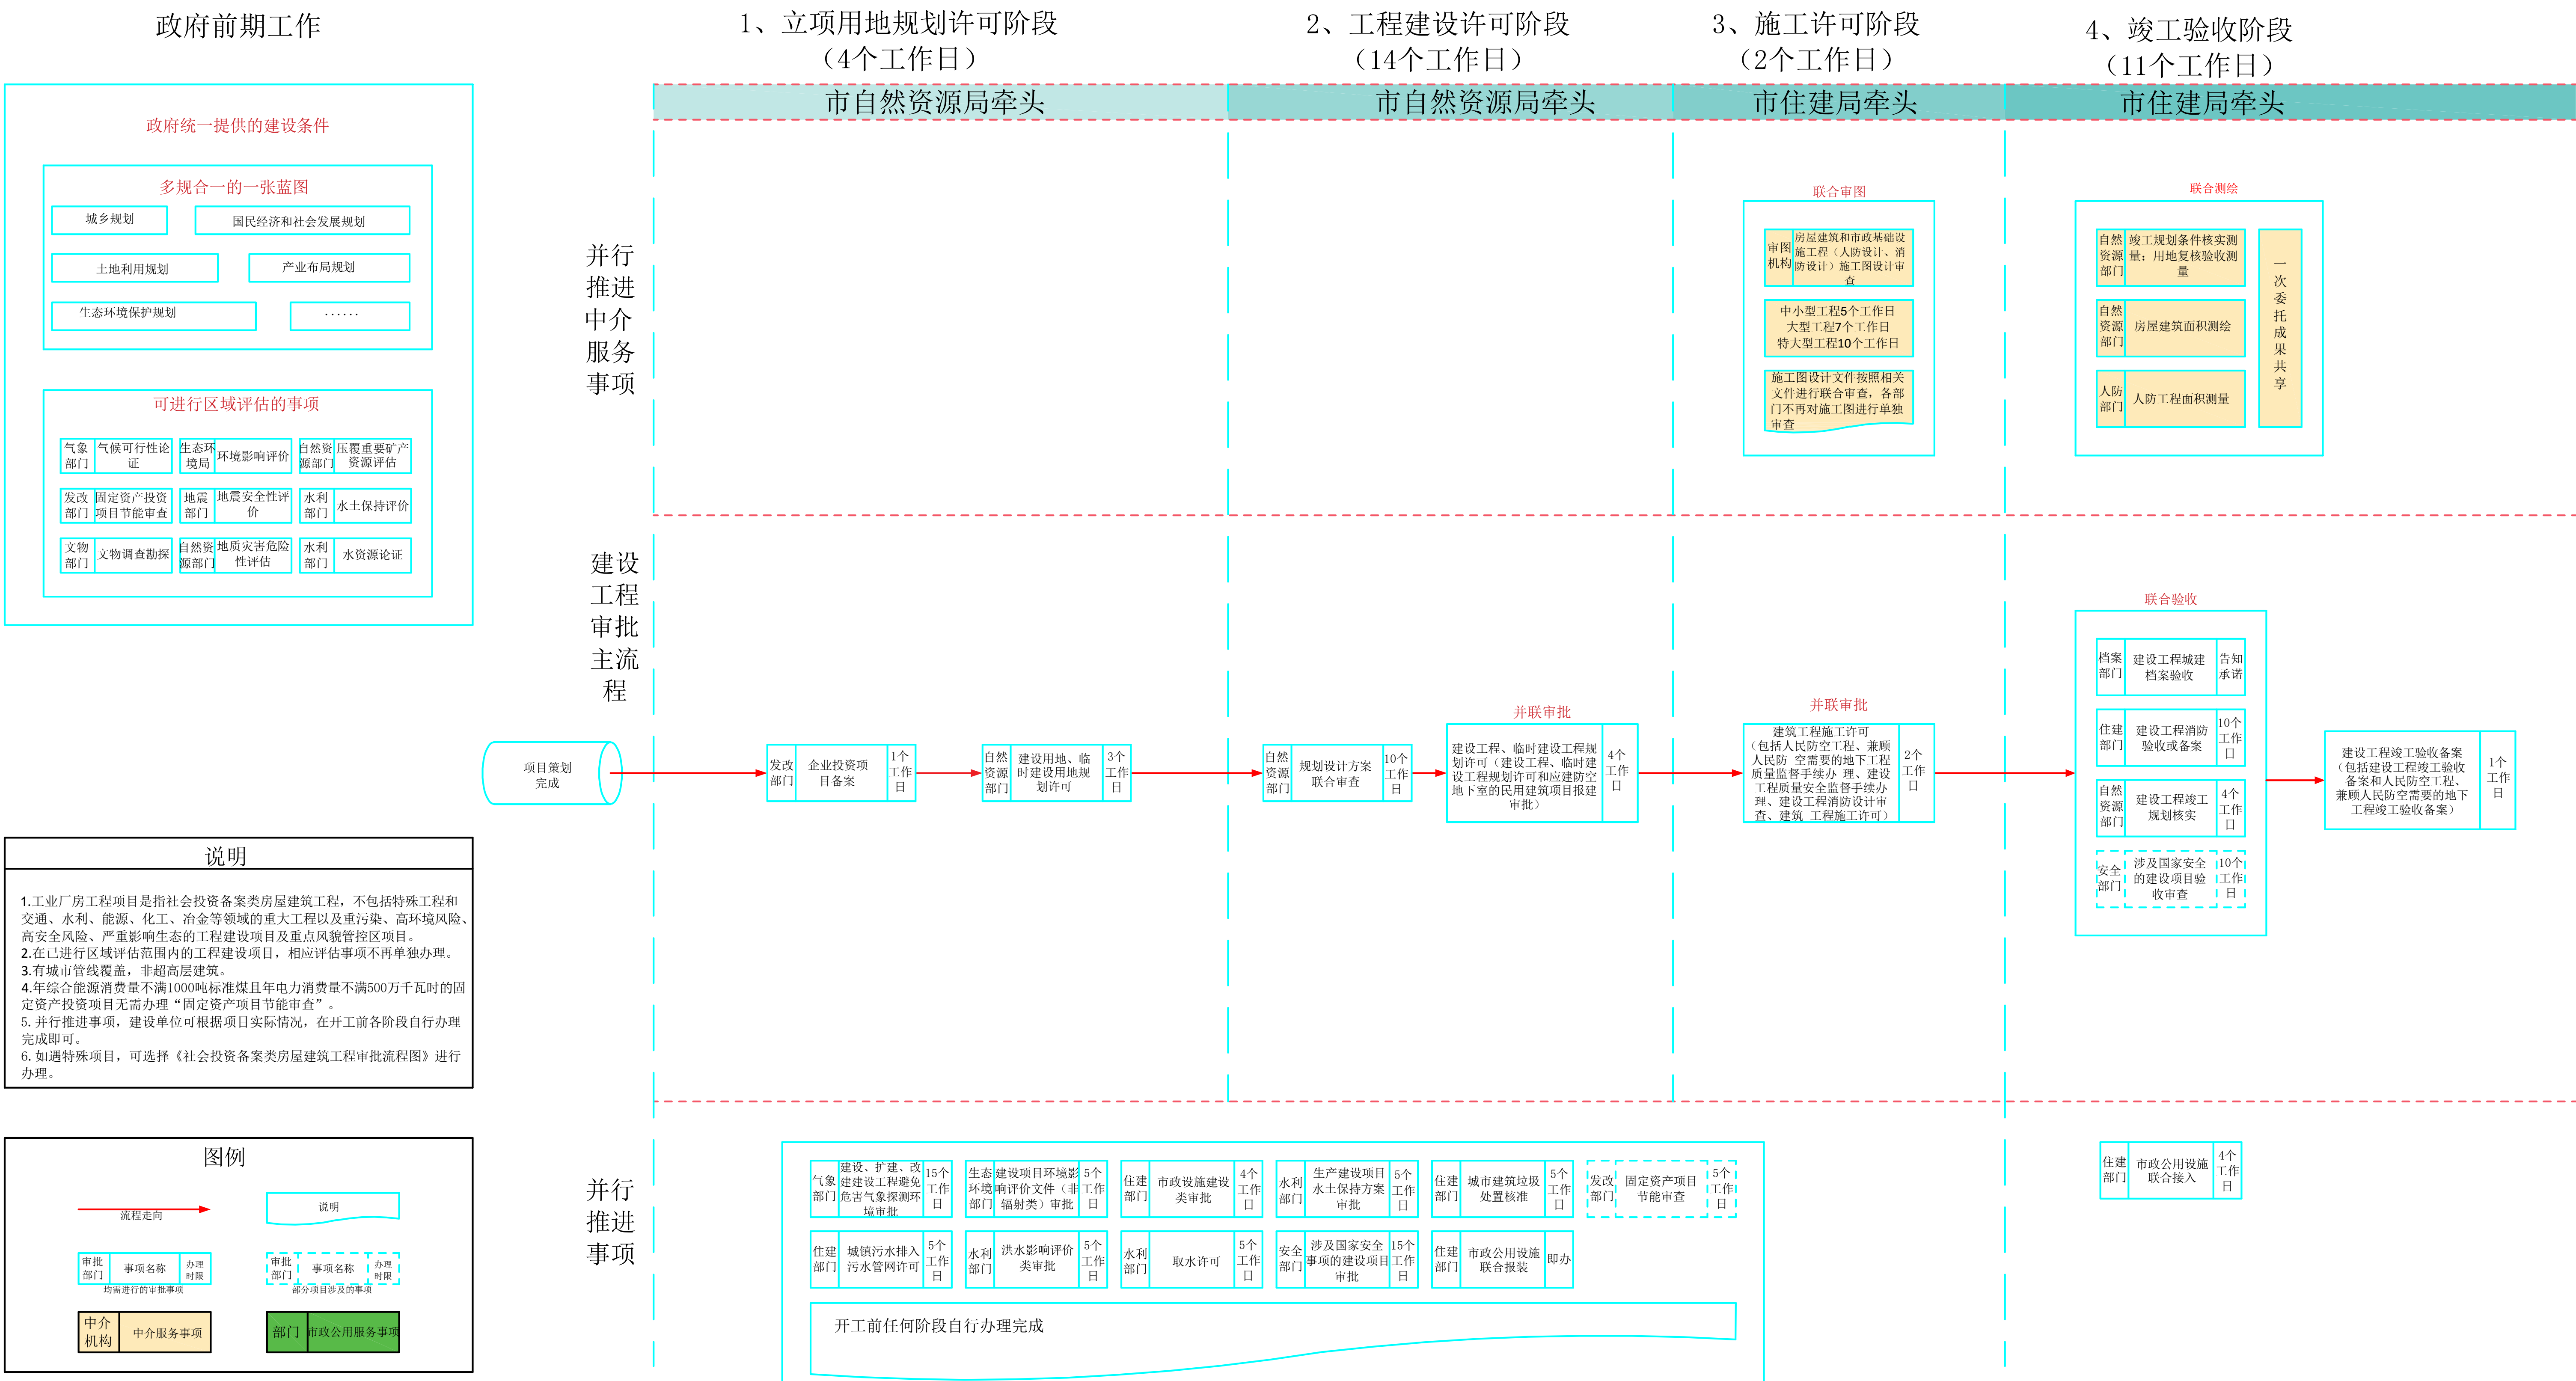 政府前期工作
1、立项用地规划许可阶段
（4个工作日）
2、工程建设许可阶段
（14个工作日）
3、施工许可阶段
（2个工作日）
4、竣工验收阶段
（11个工作日）
市自然资源局牵头
市自然资源局牵头
市住建局牵头
市住建局牵头
政府统一提供的建设条件
多规合一的一张蓝图
城乡规划
国民经济和社会发展规划
土地利用规划
产业布局规划
生态环境保护规划
······
可进行区域评估的事项
气象
部门
气候可行性论
证
生态环
境局
环境影响评价
自然资
源部门
压覆重要矿产
资源评估
发改
部门
固定资产投资
项目节能审查
地震
部门
地震安全性评
价
水利
部门
水土保持评价
文物
部门
文物调查勘探
自然资
源部门
地质灾害危险
性评估
水利
部门
水资源论证
并行
推进
中介
服务
事项
联合审图
审图
机构
房屋建筑和市政基础设
施工程（人防设计、消
防设计）施工图设计审
查
中小型工程5个工作日
大型工程7个工作日
特大型工程10个工作日
施工图设计文件按照相关
文件进行联合审查，各部
门不再对施工图进行单独
审查
联合测绘
自然
资源
部门
竣工规划条件核实测
量；用地复核验收测
量
自然
资源
部门
房屋建筑面积测绘
人防
部门
人防工程面积测量
一次委托成果共享
建设
工程
审批
主流
程
项目策划
完成
发改
部门
企业投资项
目备案
1个
工作
日
自然
资源
部门
建设用地、临
时建设用地规
划许可
3个
工作
日
自然
资源
部门
规划设计方案
联合审查
10个
工作
日
并联审批
建设工程、临时建设工程规
划许可（建设工程、临时建
设工程规划许可和应建防空
地下室的民用建筑项目报建
审批）
4个
工作
日
并联审批
建筑工程施工许可
（包括人民防空工程、兼顾
人民防 空需要的地下工程
质量监督手续办 理、建设
工程质量安全监督手续办
理、建设工程消防设计审
查、建筑 工程施工许可）
2个
工作
日
联合验收
档案
部门
建设工程城建
档案验收
告知
承诺
住建
部门
建设工程消防
验收或备案
10个
工作
日
自然
资源
部门
建设工程竣工
规划核实
4个
工作
日
安全
部门
涉及国家安全
的建设项目验
收审查
10个
工作
日
建设工程竣工验收备案
（包括建设工程竣工验收
备案和人民防空工程、
兼顾人民防空需要的地下
工程竣工验收备案）
1个
工作
日
说明
1.工业厂房工程项目是指社会投资备案类房屋建筑工程，不包括特殊工程和
交通、水利、能源、化工、冶金等领域的重大工程以及重污染、高环境风险、
高安全风险、严重影响生态的工程建设项目及重点风貌管控区项目。
2.在已进行区域评估范围内的工程建设项目，相应评估事项不再单独办理。
3.有城市管线覆盖，非超高层建筑。
4.年综合能源消费量不满1000吨标准煤且年电力消费量不满500万千瓦时的固
定资产投资项目无需办理“固定资产项目节能审查”。
5. 并行推进事项，建设单位可根据项目实际情况，在开工前各阶段自行办理
完成即可。
6. 如遇特殊项目，可选择《社会投资备案类房屋建筑工程审批流程图》进行
办理。
图例
流程走向
说明
审批
部门
事项名称
办理
时限
均需进行的审批事项
审批
部门
事项名称
办理
时限
部分项目涉及的事项
中介
机构
中介服务事项
部门
市政公用服务事项
并行
推进
事项
气象
部门
建设、扩建、改
建建设工程避免
危害气象探测环
境审批
15个
工作
日
生态
环境
部门
建设项目环境影
响评价文件（非
辐射类）审批
5个
工作
日
住建
部门
市政设施建设
类审批
4个
工作
日
水利
部门
生产建设项目
水土保持方案
审批
5个
工作
日
住建
部门
城市建筑垃圾
处置核准
5个
工作
日
发改
部门
固定资产项目
节能审查
5个
工作
日
住建
部门
城镇污水排入
污水管网许可
5个
工作
日
水利
部门
洪水影响评价
类审批
5个
工作
日
水利
部门
取水许可
5个
工作
日
安全
部门
涉及国家安全
事项的建设项目
审批
15个
工作
日
住建
部门
市政公用设施
联合报装
即办
开工前任何阶段自行办理完成
住建
部门
市政公用设施
联合接入
4个
工作
日